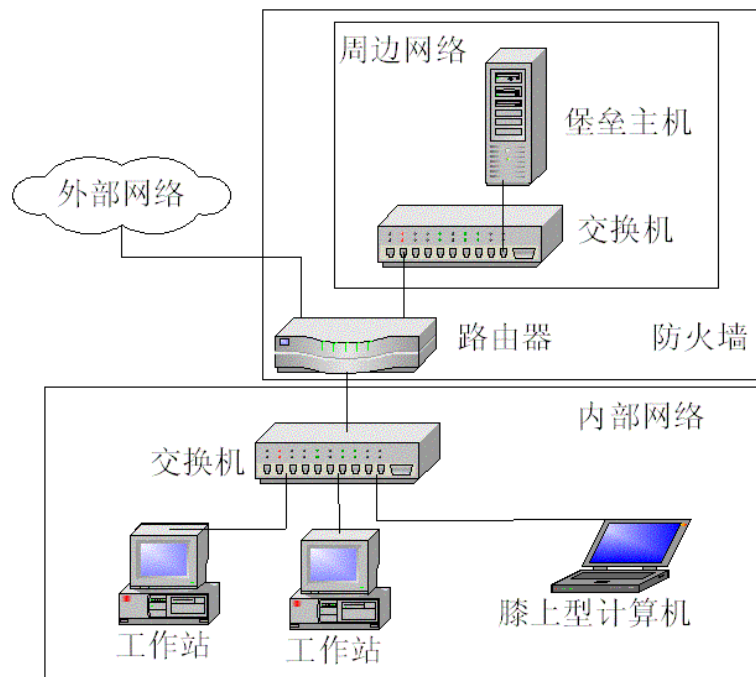 周边网络
堡垒主机
外部网络
交换机
路由器
防火墙
内部网络
交换机
工作站
工作站
膝上型计算机